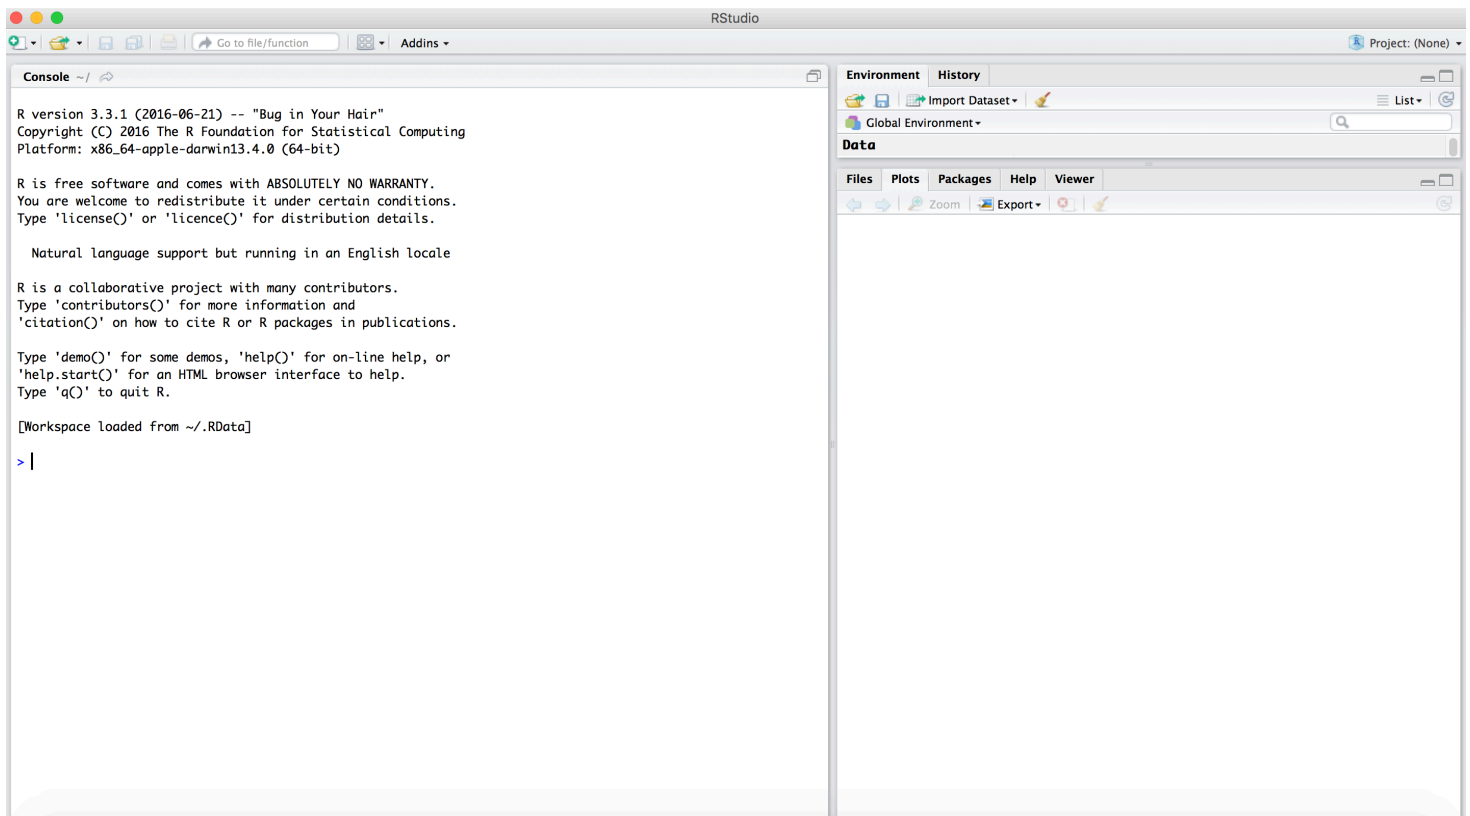 RStudio
Go to file/function
Addins
Project: (None)
Console ~/
R version 3.3.1 (2016-06-21) -- "Bug in Your Hair"
Copyright (C) 2016 The R Foundation for Statistical Computing
Platform: x86_64-apple-darwin13.4.0 (64-bit)
R is free software and comes with ABSOLUTELY NO WARRANTY.
You are welcome to redistribute it under certain conditions.
Type 'license()' or 'licence()' for distribution details.
Natural language support but running in an English locale
R is a collaborative project with many contributors.
Type 'contributors()' for more information and
'citation()' on how to cite R or R packages in publications.
Type 'demo()' for some demos, 'help()' for on-line help, or
'help.start()' for an HTML browser interface to help.
Type 'q()' to quit R.
[Workspace loaded from ~/.RData]
>
Environment History
Import Dataset List
Global Environment
Data
Files Plots Packages Help Viewer
Zoom Export